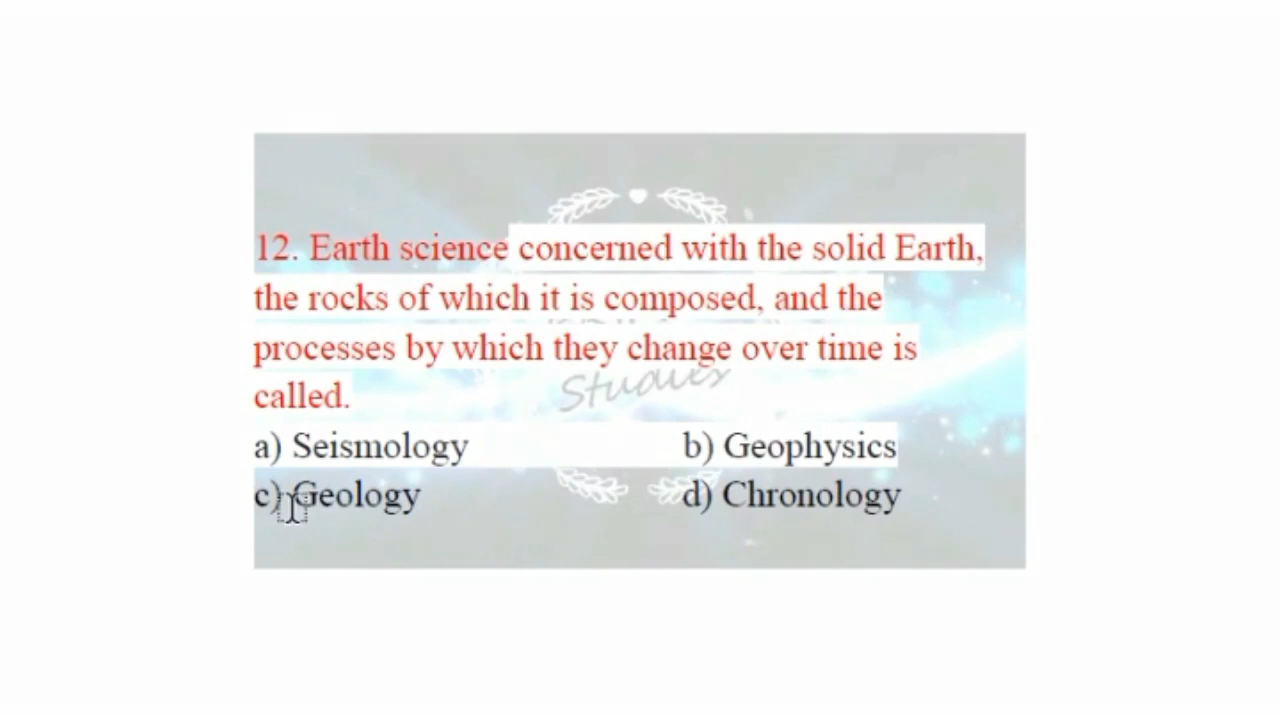 12. Earth science concerned with the solid Earth,
the rocks of which it is composed, and the
processes by which they change over time is
called.
Studies
a) Seismology b) Geophysics
c) Geology d) Chronology